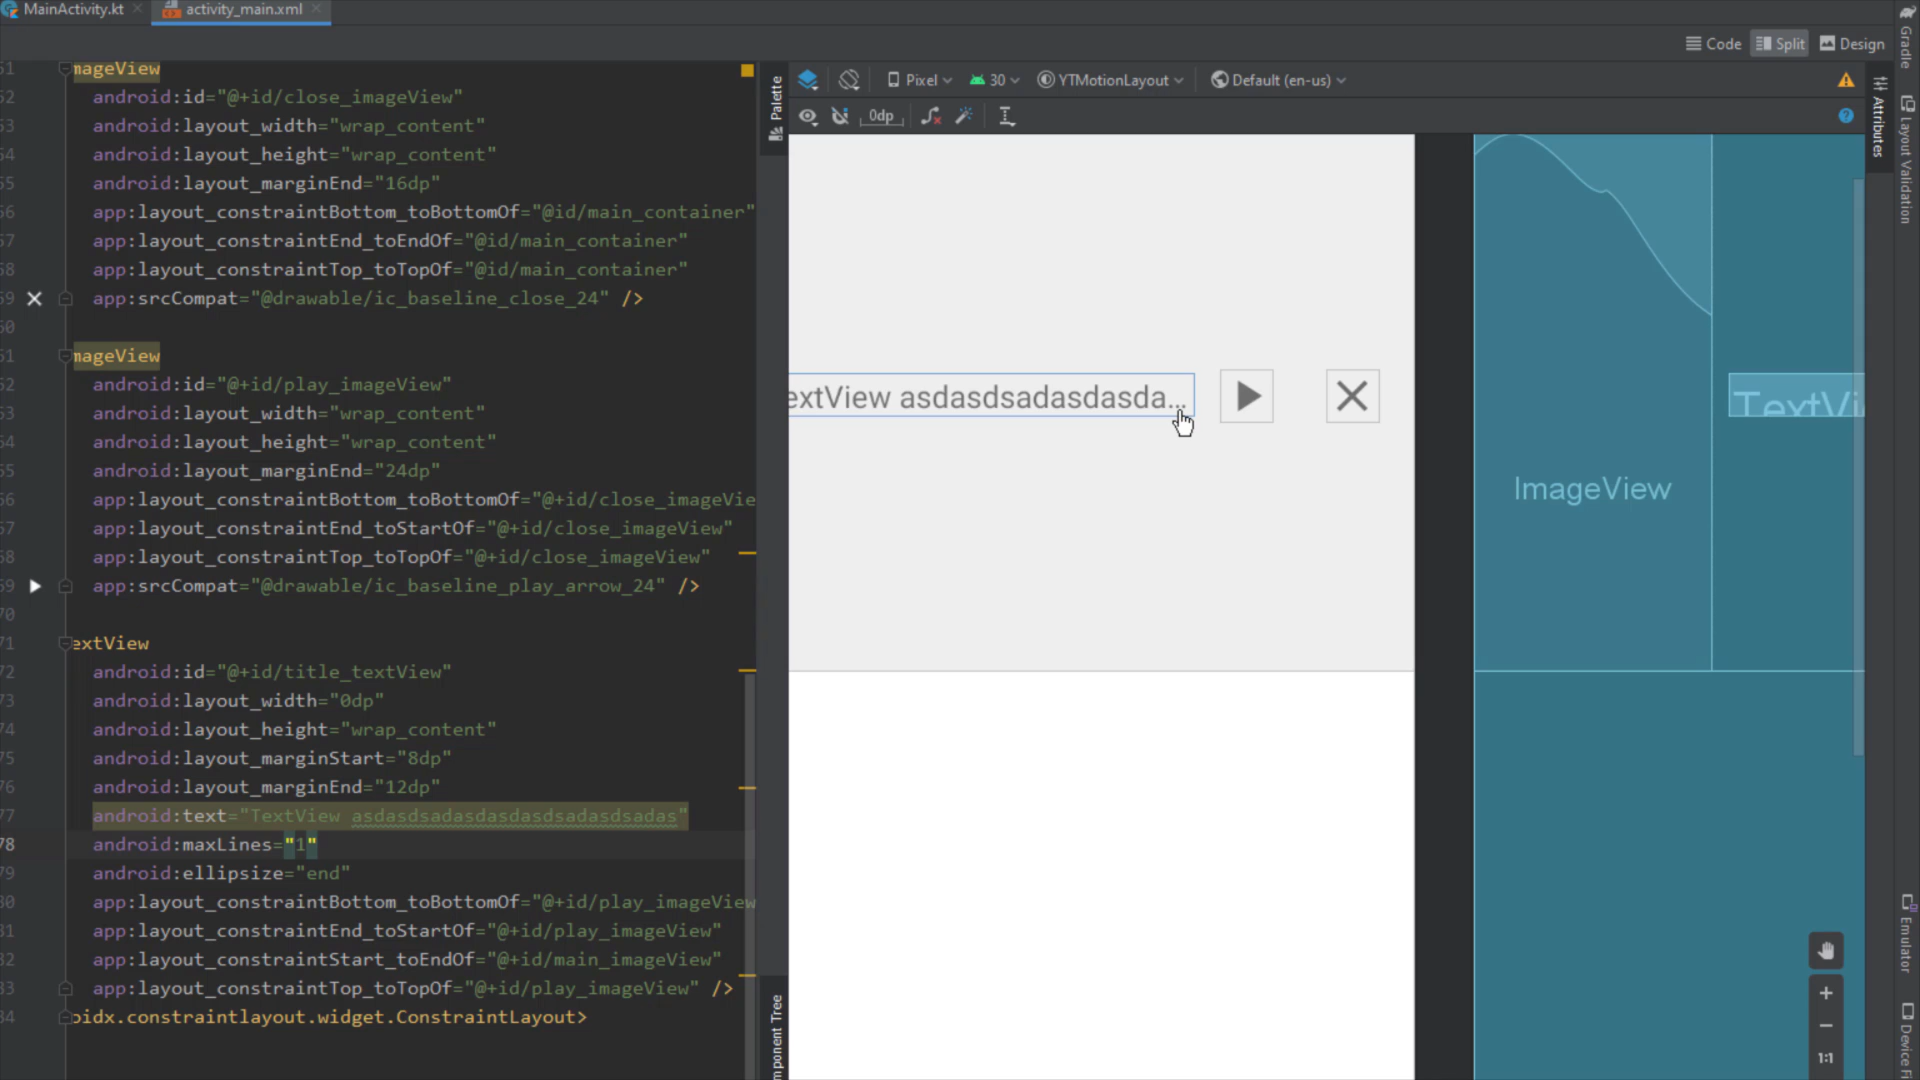 MainActivity.kt
activity_main.xml
Code
Split
Design
Pixel
30
YTMotionLayout
Default (en-us)
0dp
51
mageView
52
android:id="@+id/close_imageView"
53
android:layout_width="wrap_content"
54
android:layout_height="wrap_content"
55
android:layout_marginEnd="16dp"
56
app:layout_constraintBottom_toBottomOf="@id/main_container"
57
app:layout_constraintEnd_toEndOf="@id/main_container"
58
app:layout_constraintTop_toTopOf="@id/main_container"
59
app:srcCompat="@drawable/ic_baseline_close_24" />
60
61
mageView
62
android:id="@+id/play_imageView"
63
android:layout_width="wrap_content"
64
android:layout_height="wrap_content"
65
android:layout_marginEnd="24dp"
66
app:layout_constraintBottom_toBottomOf="@+id/close_imageVie
67
app:layout_constraintEnd_toStartOf="@+id/close_imageView"
68
app:layout_constraintTop_toTopOf="@+id/close_imageView"
69
app:srcCompat="@drawable/ic_baseline_play_arrow_24" />
70
71
extView
72
android:id="@+id/title_textView"
73
android:layout_width="0dp"
74
android:layout_height="wrap_content"
75
android:layout_marginStart="8dp"
76
android:layout_marginEnd="12dp"
77
android:text="TextView asdasdsadasdasdasdsadasdsadas"
78
android:maxLines="1"
79
android:ellipsize="end"
80
app:layout_constraintBottom_toBottomOf="@+id/play_imageView
81
app:layout_constraintEnd_toStartOf="@+id/play_imageView"
82
app:layout_constraintStart_toEndOf="@+id/main_imageView"
83
app:layout_constraintTop_toTopOf="@+id/play_imageView" />
84
oidx.constraintlayout.widget.ConstraintLayout>
Palette
mponent Tree
extView asdasdsadasdasda...
TextVi
ImageView
1:1
Attributes
Gradle
Layout Validation
Emulator
Device Fi